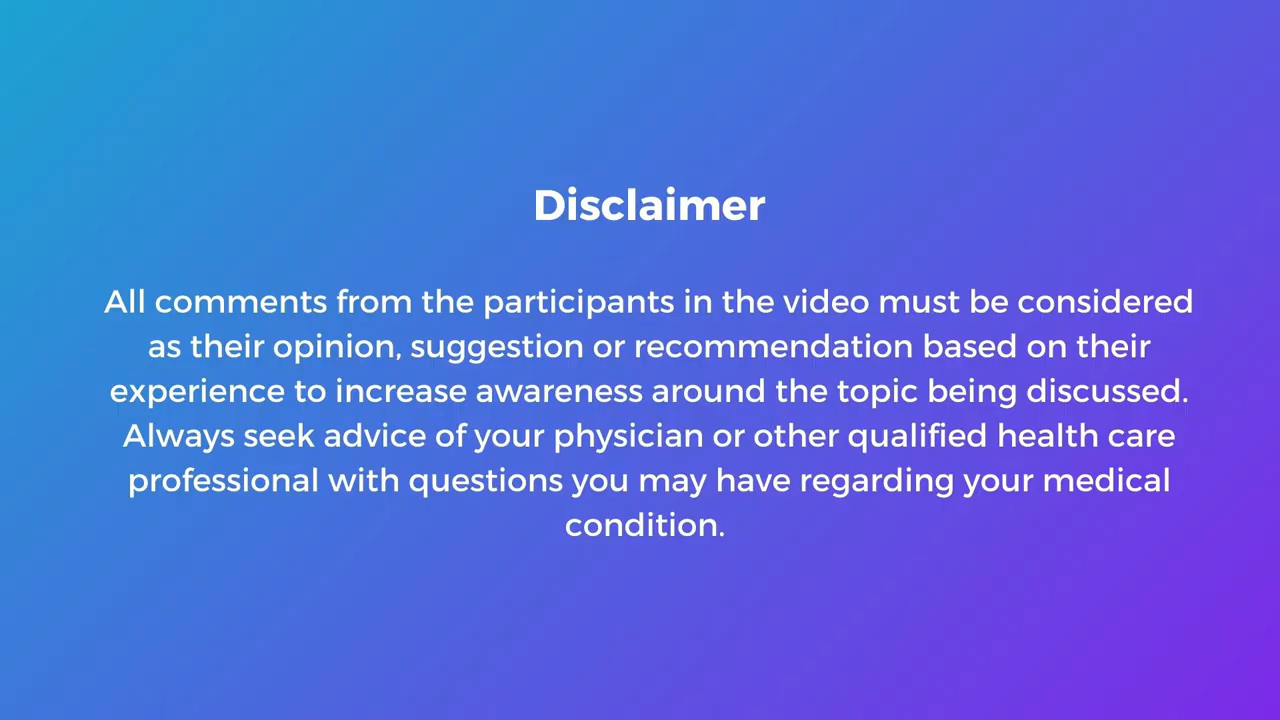 Disclaimer
All comments from the participants in the video must be considered
as their opinion, suggestion or recommendation based on their
experience to increase awareness around the topic being discussed.
Always seek advice of your physician or other qualified health care
professional with questions you may have regarding your medical
condition.